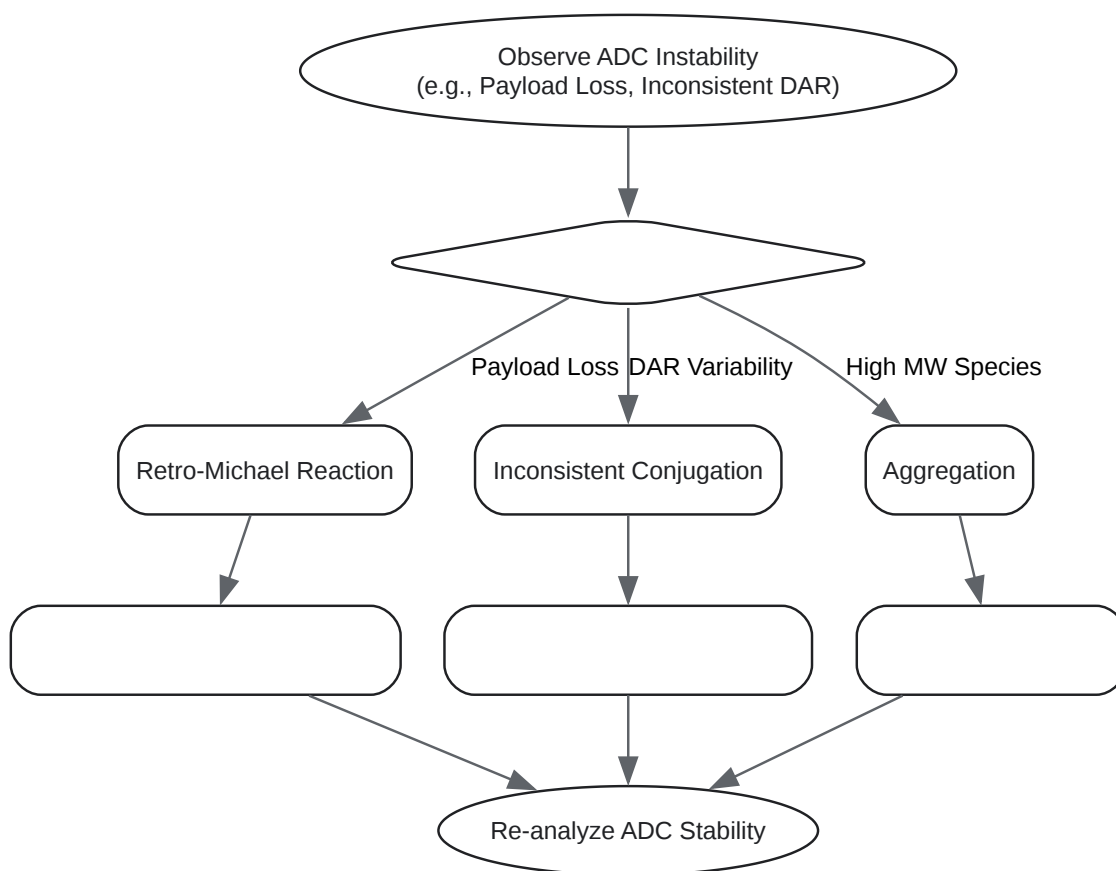 Observe ADC Instability
(e.g., Payload Loss, Inconsistent DAR)
Payload Loss
DAR Variability
High MW Species
Retro-Michael Reaction
Inconsistent Conjugation
Aggregation
Re-analyze ADC Stability